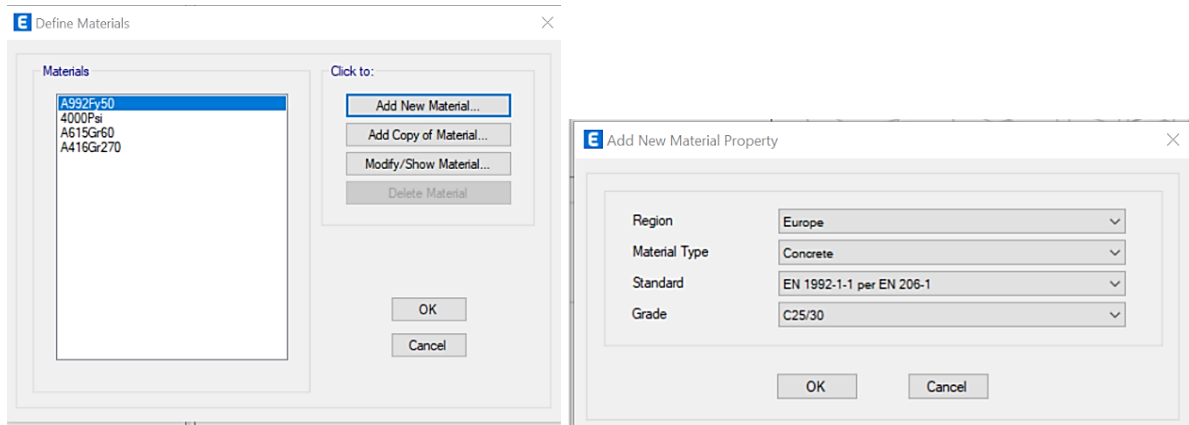 E Define Materials
Materials
A992Fy50
4000Psi
A615Gr60
A416Gr270
Click to:
Add New Material...
Add Copy of Material...
Modify/Show Material...
Delete Material
OK
Cancel
E Add New Material Property
Region Europe
Material Type Concrete
Standard EN 1992-1-1 per EN 206-1
Grade C25/30
OK Cancel